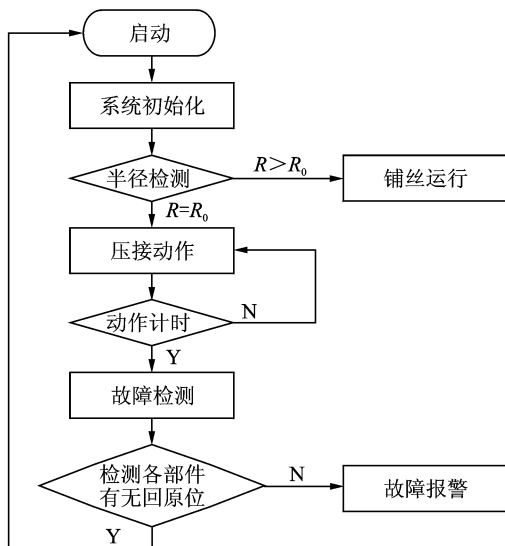 启动
系统初始化
半径检测
R＞R₀
铺丝运行
R=R₀
压接动作
动作计时
N
Y
故障检测
检测各部件
有无回原位
N
故障报警
Y